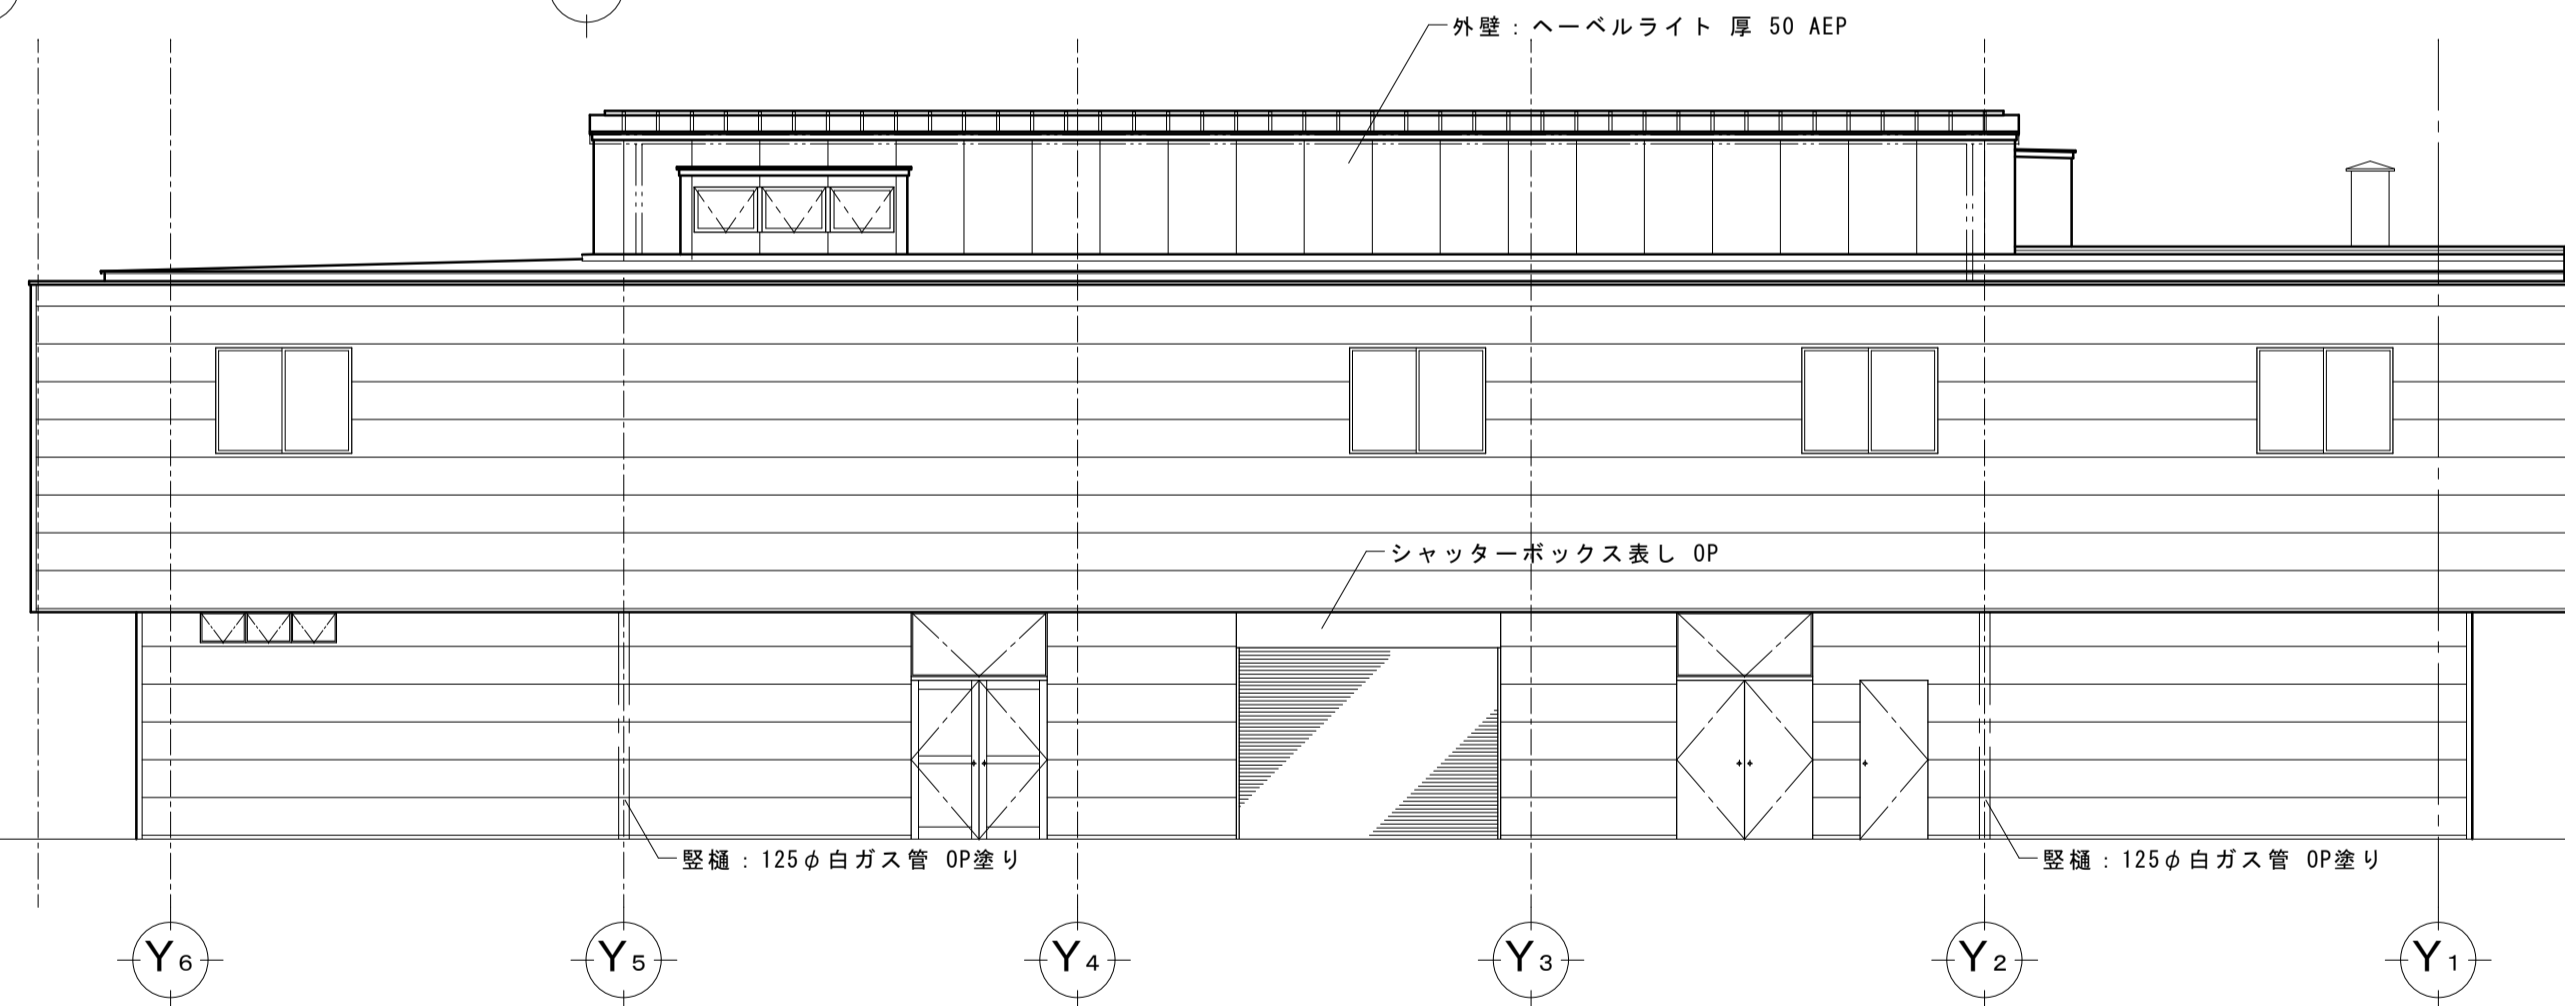 外壁：ヘーベルライト 厚 50 AEP
シャッターボックス表し OP
竪樋：125φ白ガス管 OP塗り
竪樋：125φ白ガス管 OP塗り
Y6
Y5
Y4
Y3
Y2
Y1